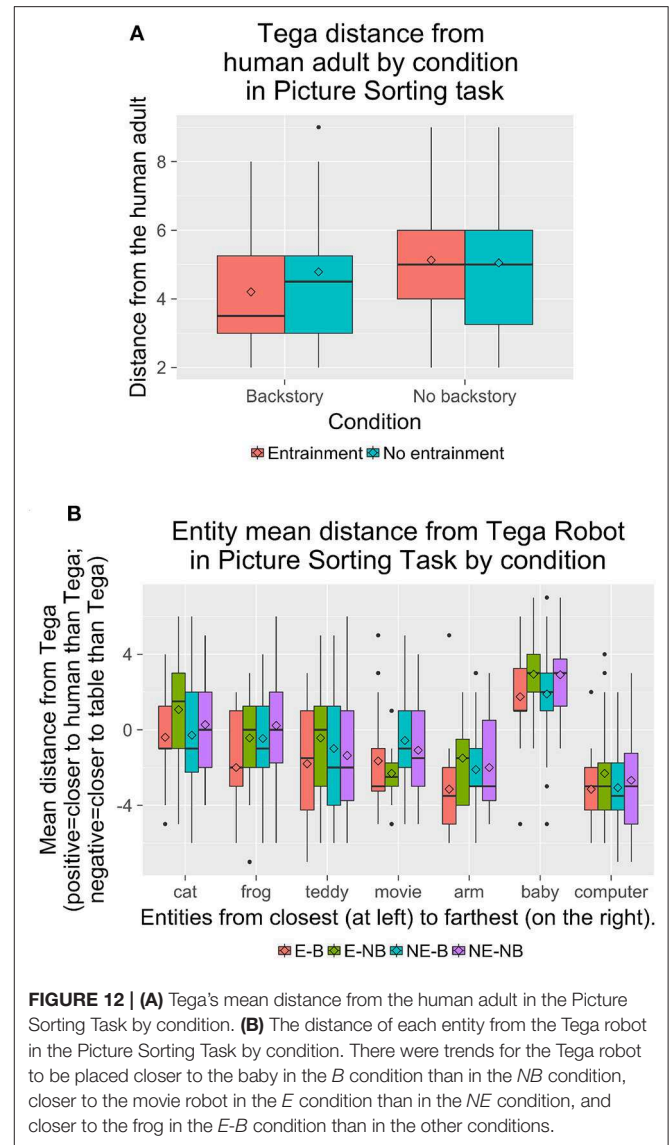 A
Tega distance from
human adult by condition
in Picture Sorting task
Distance from the human adult
8
6
4
2
Backstory
No backstory
Condition
Entrainment No entrainment
B
Entity mean distance from Tega Robot
in Picture Sorting Task by condition
Mean distance from Tega
(positive=closer to human than Tega;
negative=closer to table than Tega)
4
0
-4
cat frog teddy movie arm baby computer
Entities from closest (at left) to farthest (on the right).
E-B E-NB NE-B NE-NB
FIGURE 12 | (A) Tega’s mean distance from the human adult in the Picture
Sorting Task by condition. (B) The distance of each entity from the Tega robot
in the Picture Sorting Task by condition. There were trends for the Tega robot
to be placed closer to the baby in the B condition than in the NB condition,
closer to the movie robot in the E condition than in the NE condition, and
closer to the frog in the E-B condition than in the other conditions.